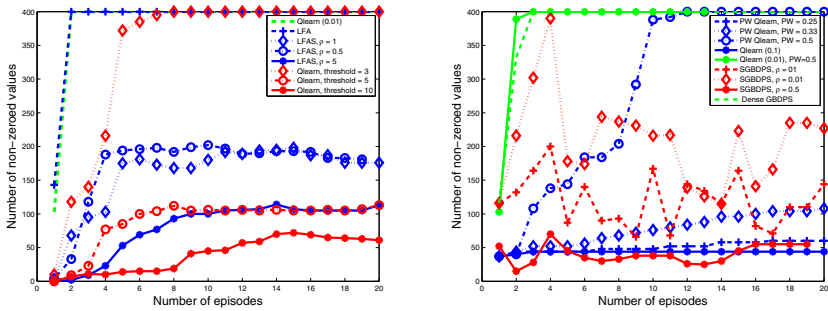 400
350
300
250
200
150
100
50
0
0 2 4 6 8 10 12 14 16 18 20
Number of episodes
Number of non−zeroed values
Qlearn (0.01)
LFA
LFAS, ρ = 1
LFAS, ρ = 0.5
LFAS, ρ = 5
Qlearn, threshold = 3
Qlearn, threshold = 5
Qlearn, threshold = 10
400
350
300
250
200
150
100
50
0
0 2 4 6 8 10 12 14 16 18 20
Number of episodes
Number of non−zeroed values
PW Qlearn, PW = 0.25
PW Qlearn, PW = 0.33
PW Qlearn, PW = 0.5
Qlearn (0.1)
Qlearn (0.01), PW=0.5
SGBDPS, ρ = 01
SGBDPS, ρ = 0.01
SGBDPS, ρ = 0.5
Dense GBDPS